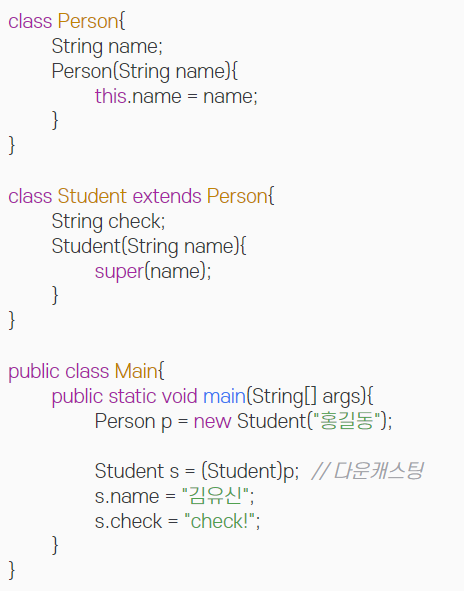 class Person{
String name;
Person(String name){
this.name = name;
}
}
class Student extends Person{
String check;
Student(String name){
super(name);
}
}
public class Main{
public static void main(String[] args){
Person p = new Student("홍길동");
Student s = (Student)p;  // 다운캐스팅
s.name = "김유신";
s.check = "check!";
}
}